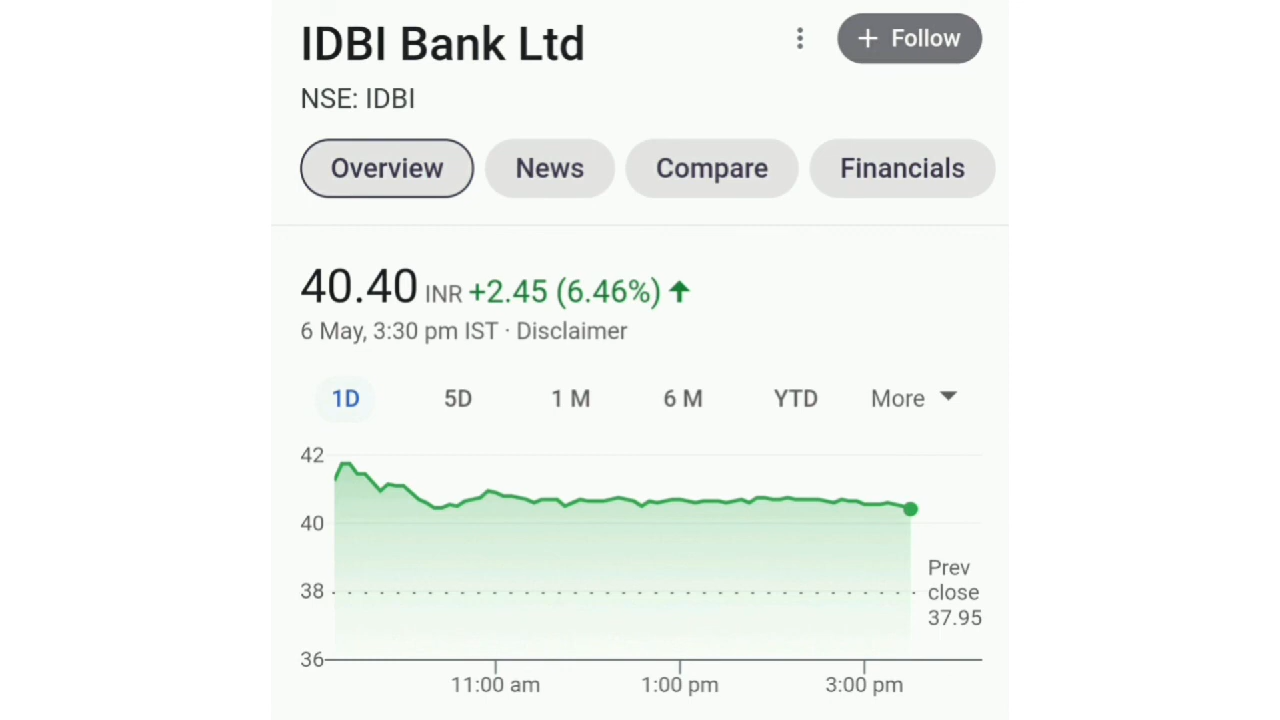 IDBI Bank Ltd
+ Follow
NSE: IDBI
Overview
News
Compare
Financials
40.40 INR +2.45 (6.46%) ↑
6 May, 3:30 pm IST · Disclaimer
1D
5D
1 M
6 M
YTD
More
42
40
38
36
Prev
close
37.95
11:00 am
1:00 pm
3:00 pm